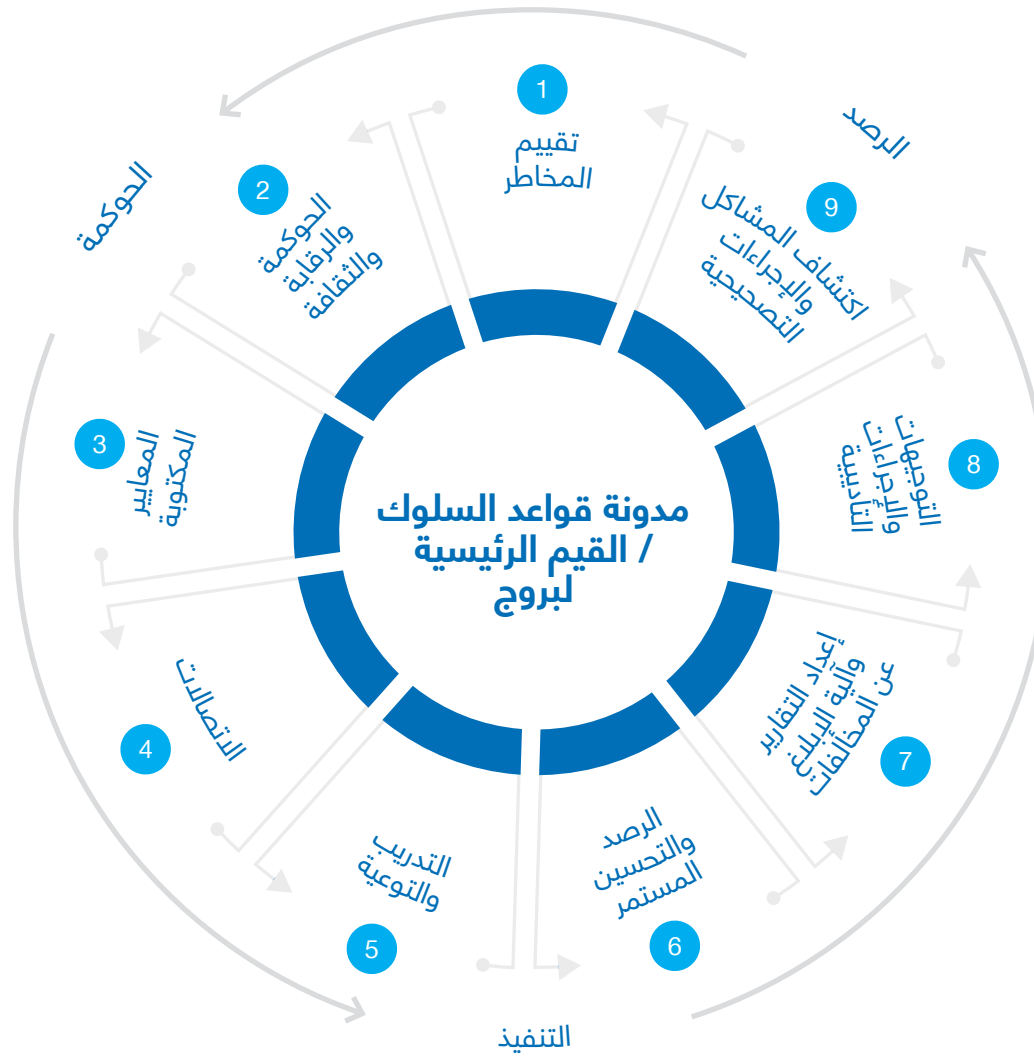 مدونة قواعد السلوك
/ القيم الرئيسية
لبروج
1
تقييم
المخاطر
2
الحوكمة
والرقابة
والثقافة
الحوكمة
3
المعايير
المكتوبة
4
الاتصالات
5
التدريب
والتوعية
التنفيذ
6
الرصد
والتحسين
المستمر
7
إعداد التقارير
وآلية الإبلاغ
عن المخالفات
8
التوجيهات
والإجراءات
التأديبية
9
اكتشاف المشاكل
والإجراءات
التصحيحية
الرصد